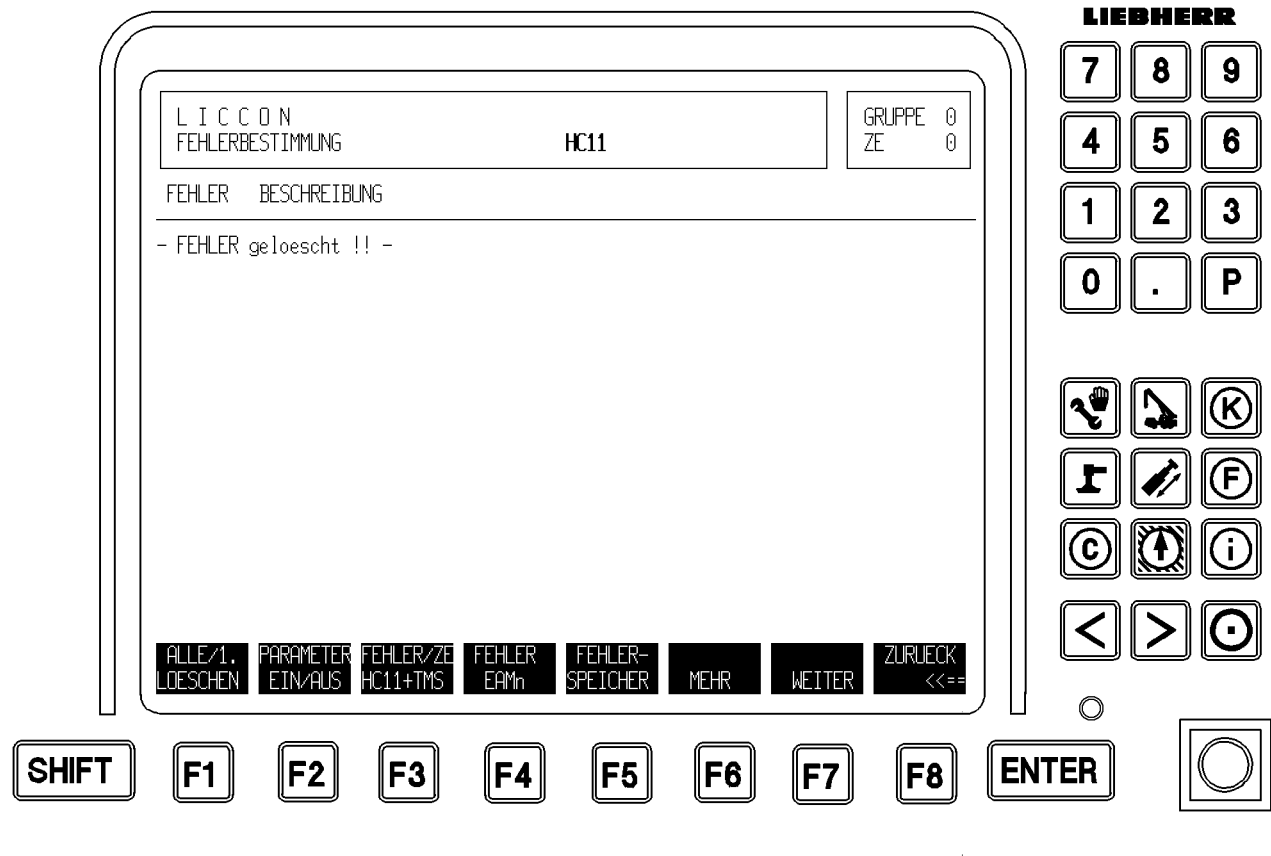 LIEBHERR
L I C C O N
FEHLERBESTIMMUNG HC11
GRUPPE 0
ZE 0
FEHLER BESCHREIBUNG
- FEHLER geloescht !! -
ALLE/1. LOESCHEN
PARAMETER EIN/AUS
FEHLER/ZE HC11+TMS
FEHLER EAMn
FEHLER- SPEICHER
MEHR
WEITER
ZURUECK <<==
7 8 9
4 5 6
1 2 3
0 . P
K
F
C i
< >
SHIFT F1 F2 F3 F4 F5 F6 F7 F8 ENTER